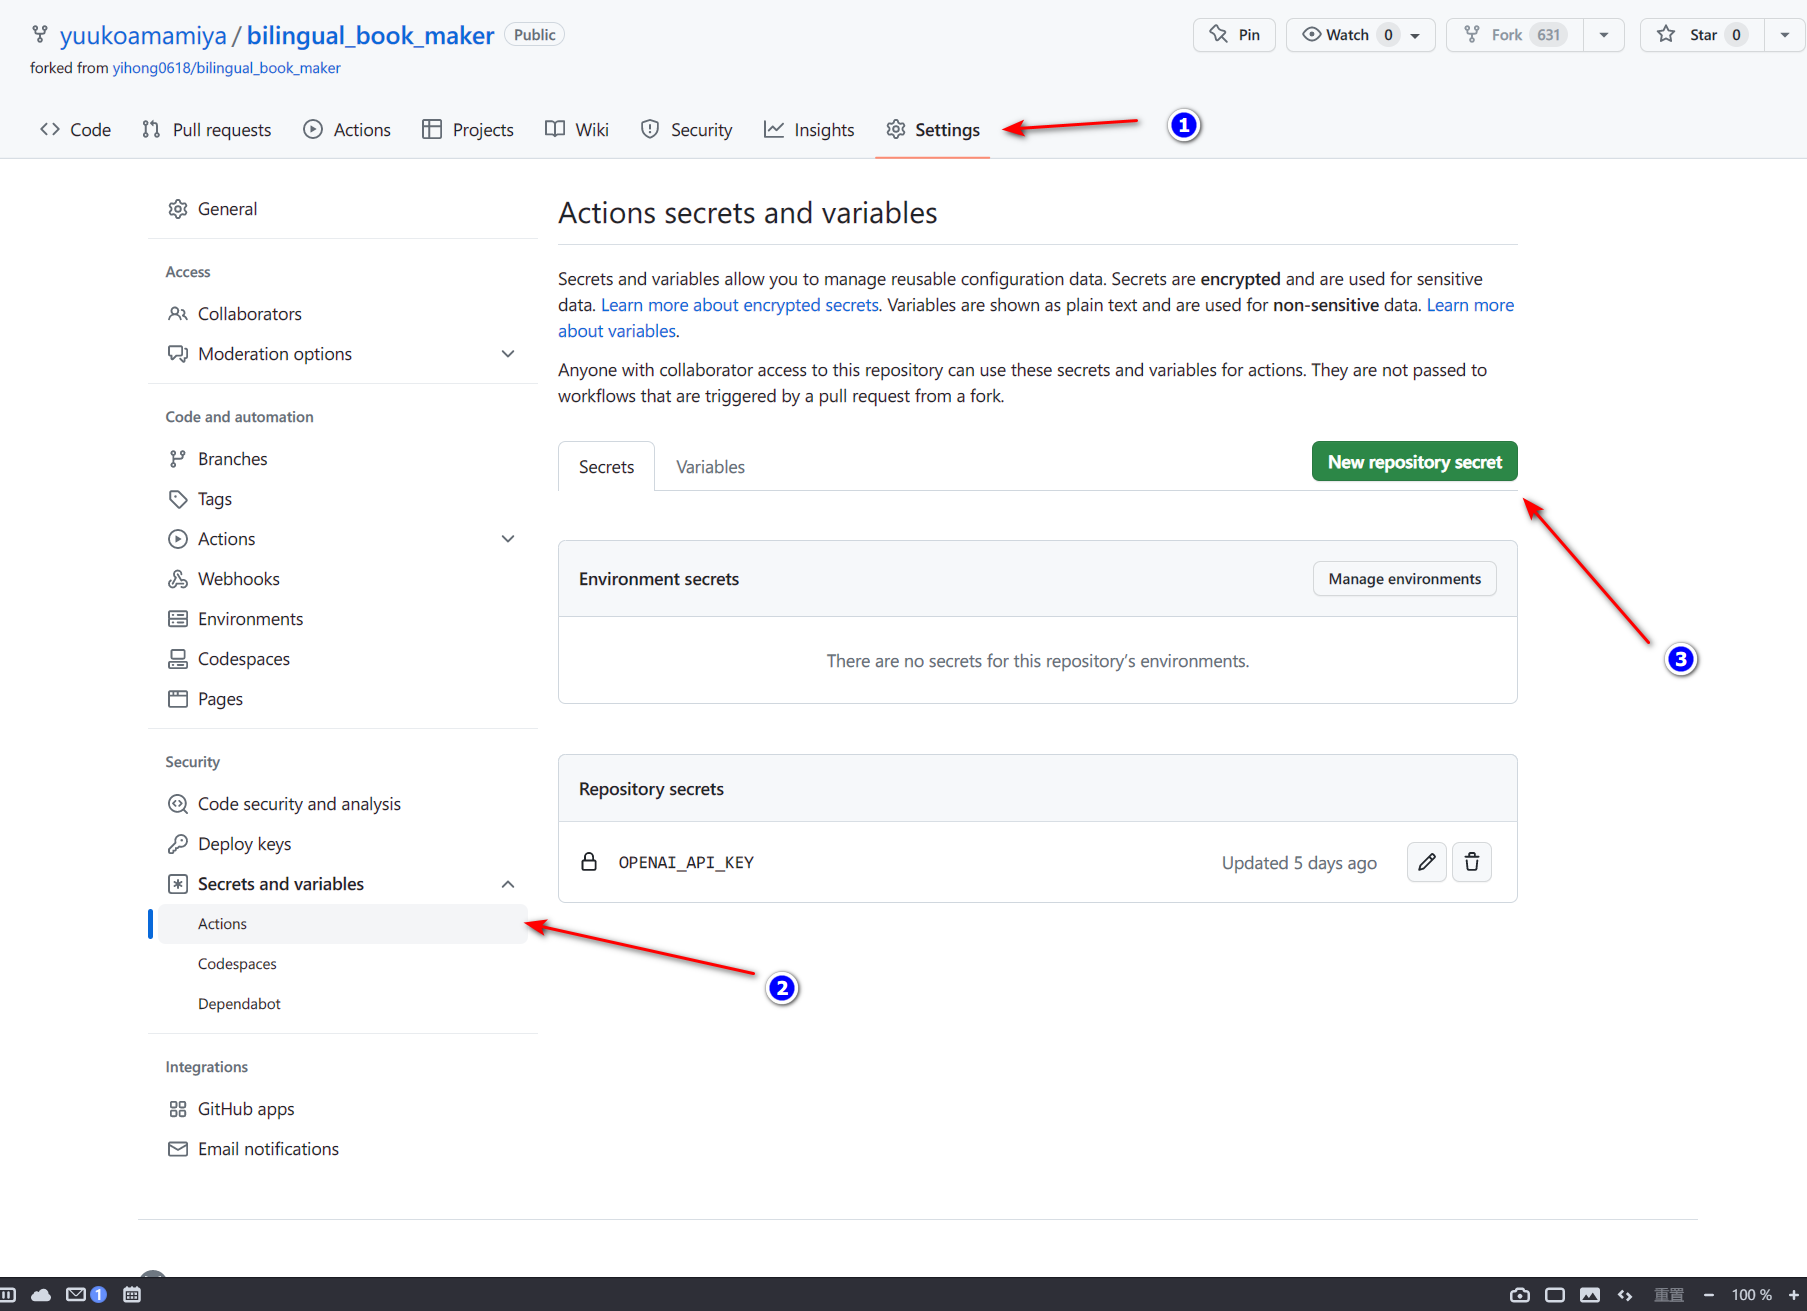 yuukoamamiya / bilingual_book_maker Public
Pin Watch 0 Fork 631 Star 0
forked from yihong0618/bilingual_book_maker
Code Pull requests Actions Projects Wiki Security Insights Settings 1
General
Access
Collaborators
Moderation options
Code and automation
Branches
Tags
Actions
Webhooks
Environments
Codespaces
Pages
Security
Code security and analysis
Deploy keys
Secrets and variables
Actions
Codespaces
Dependabot
Integrations
GitHub apps
Email notifications
Actions secrets and variables
Secrets and variables allow you to manage reusable configuration data. Secrets are encrypted and are used for sensitive
data. Learn more about encrypted secrets. Variables are shown as plain text and are used for non-sensitive data. Learn more
about variables.
Anyone with collaborator access to this repository can use these secrets and variables for actions. They are not passed to
workflows that are triggered by a pull request from a fork.
Secrets Variables New repository secret
Environment secrets Manage environments
There are no secrets for this repository’s environments.
3
Repository secrets
OPENAI_API_KEY Updated 5 days ago
2
1 重置 − 100 % +